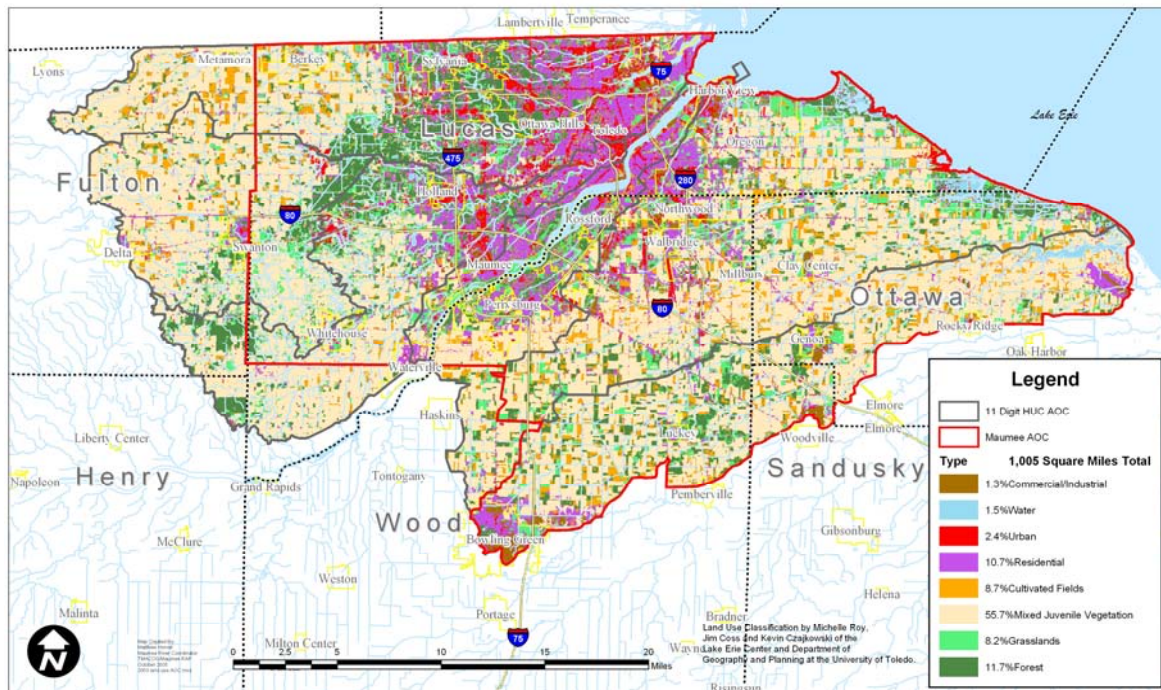 Lambertville
Temperance
Lyons
Metamora
Berkey
Sylvania
75
Harbor View
Lucas
Ottawa Hills
Toledo
Oregon
Lake Erie
475
Fulton
Holland
280
80
Rossford
Northwood
Swanton
Walbridge
Delta
Maumee
Millbury
Clay Center
Perrysburg
Ottawa
80
Whitehouse
Genoa
Rocky Ridge
Oak Harbor
Waterville
Haskins
Liberty Center
Luckey
Woodville
Elmore
Elmore
Henry
Napoleon
Grand Rapids
Tontogany
Sandusky
Pemberville
Wood
Gibsonburg
McClure
Bowling Green
Weston
Helena
Malinta
Portage
Bradner
Milton Center
75
Wayne
Risingsun
Legend
11 Digit HUC AOC
Maumee AOC
Type 1,005 Square Miles Total
1.3%Commercial/Industrial
1.5%Water
2.4%Urban
10.7%Residential
8.7%Cultivated Fields
55.7%Mixed Juvenile Vegetation
8.2%Grasslands
11.7%Forest
Land Use Classification by Michelle Roy,
Jim Coss and Kevin Czajkowski of the
Lake Erie Center and Department of
Geography and Planning at the University of Toledo.
N
0 2.5 5 10 15 20
Miles